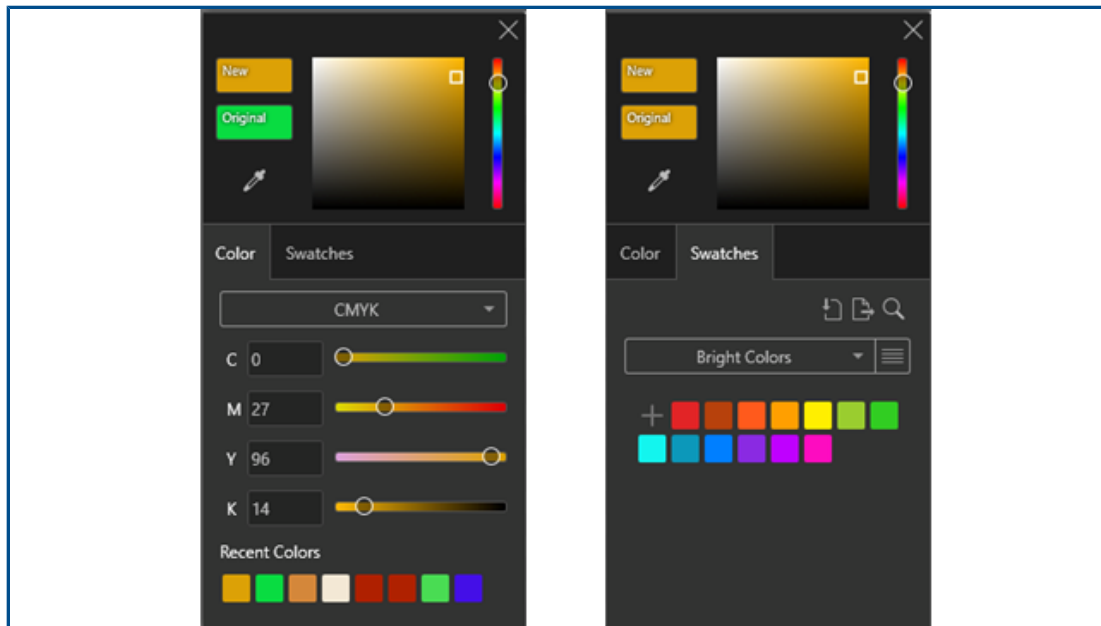 New
Original
Color Swatches
CMYK
C 0
M 27
Y 96
K 14
Recent Colors
New
Original
Color Swatches
Bright Colors